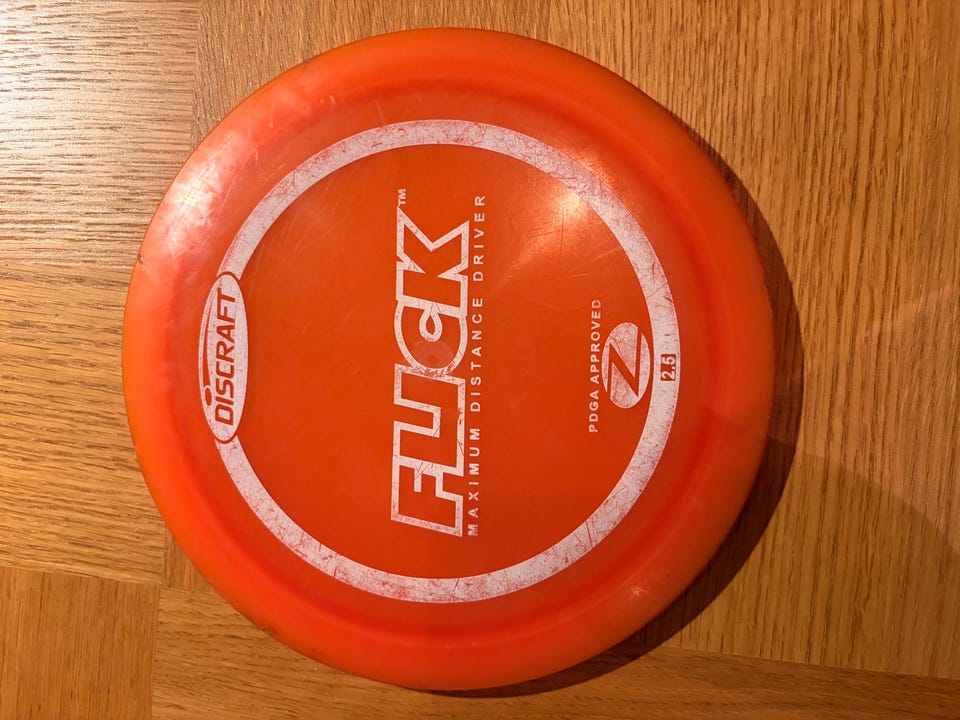 DISCRAFT
FLICK™
MAXIMUM DISTANCE DRIVER
PDGA APPROVED
Z
2.5